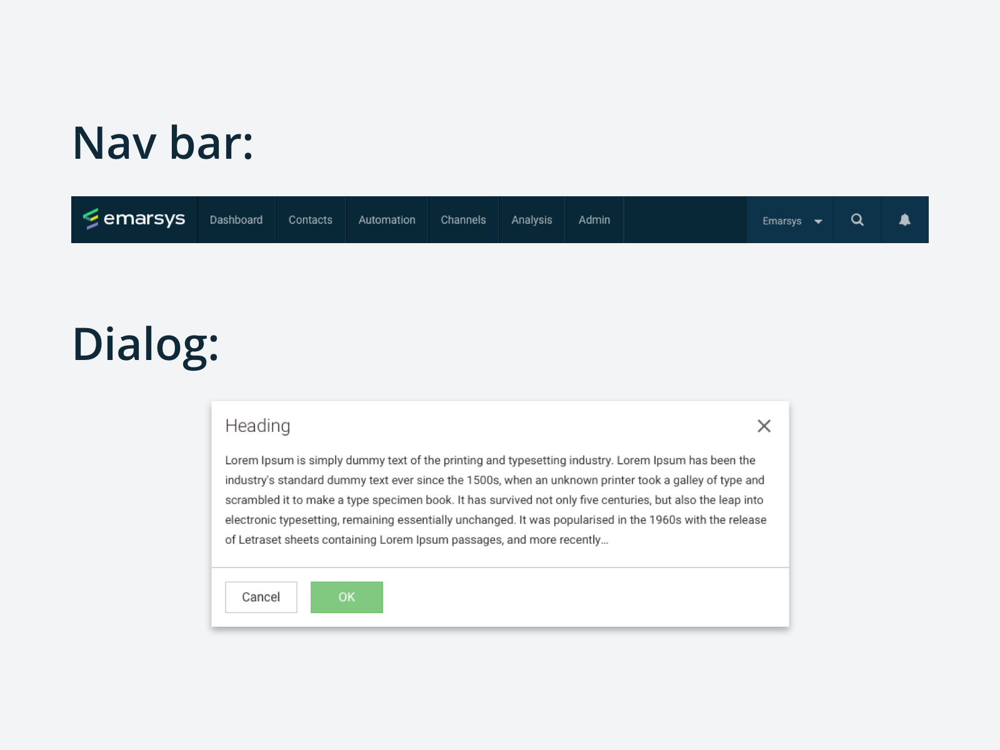 Nav bar:
emarsys Dashboard Contacts Automation Channels Analysis Admin Emarsys
Dialog:
Heading
Lorem Ipsum is simply dummy text of the printing and typesetting industry. Lorem Ipsum has been the
industry's standard dummy text ever since the 1500s, when an unknown printer took a galley of type and
scrambled it to make a type specimen book. It has survived not only five centuries, but also the leap into
electronic typesetting, remaining essentially unchanged. It was popularised in the 1960s with the release
of Letraset sheets containing Lorem Ipsum passages, and more recently...
Cancel OK